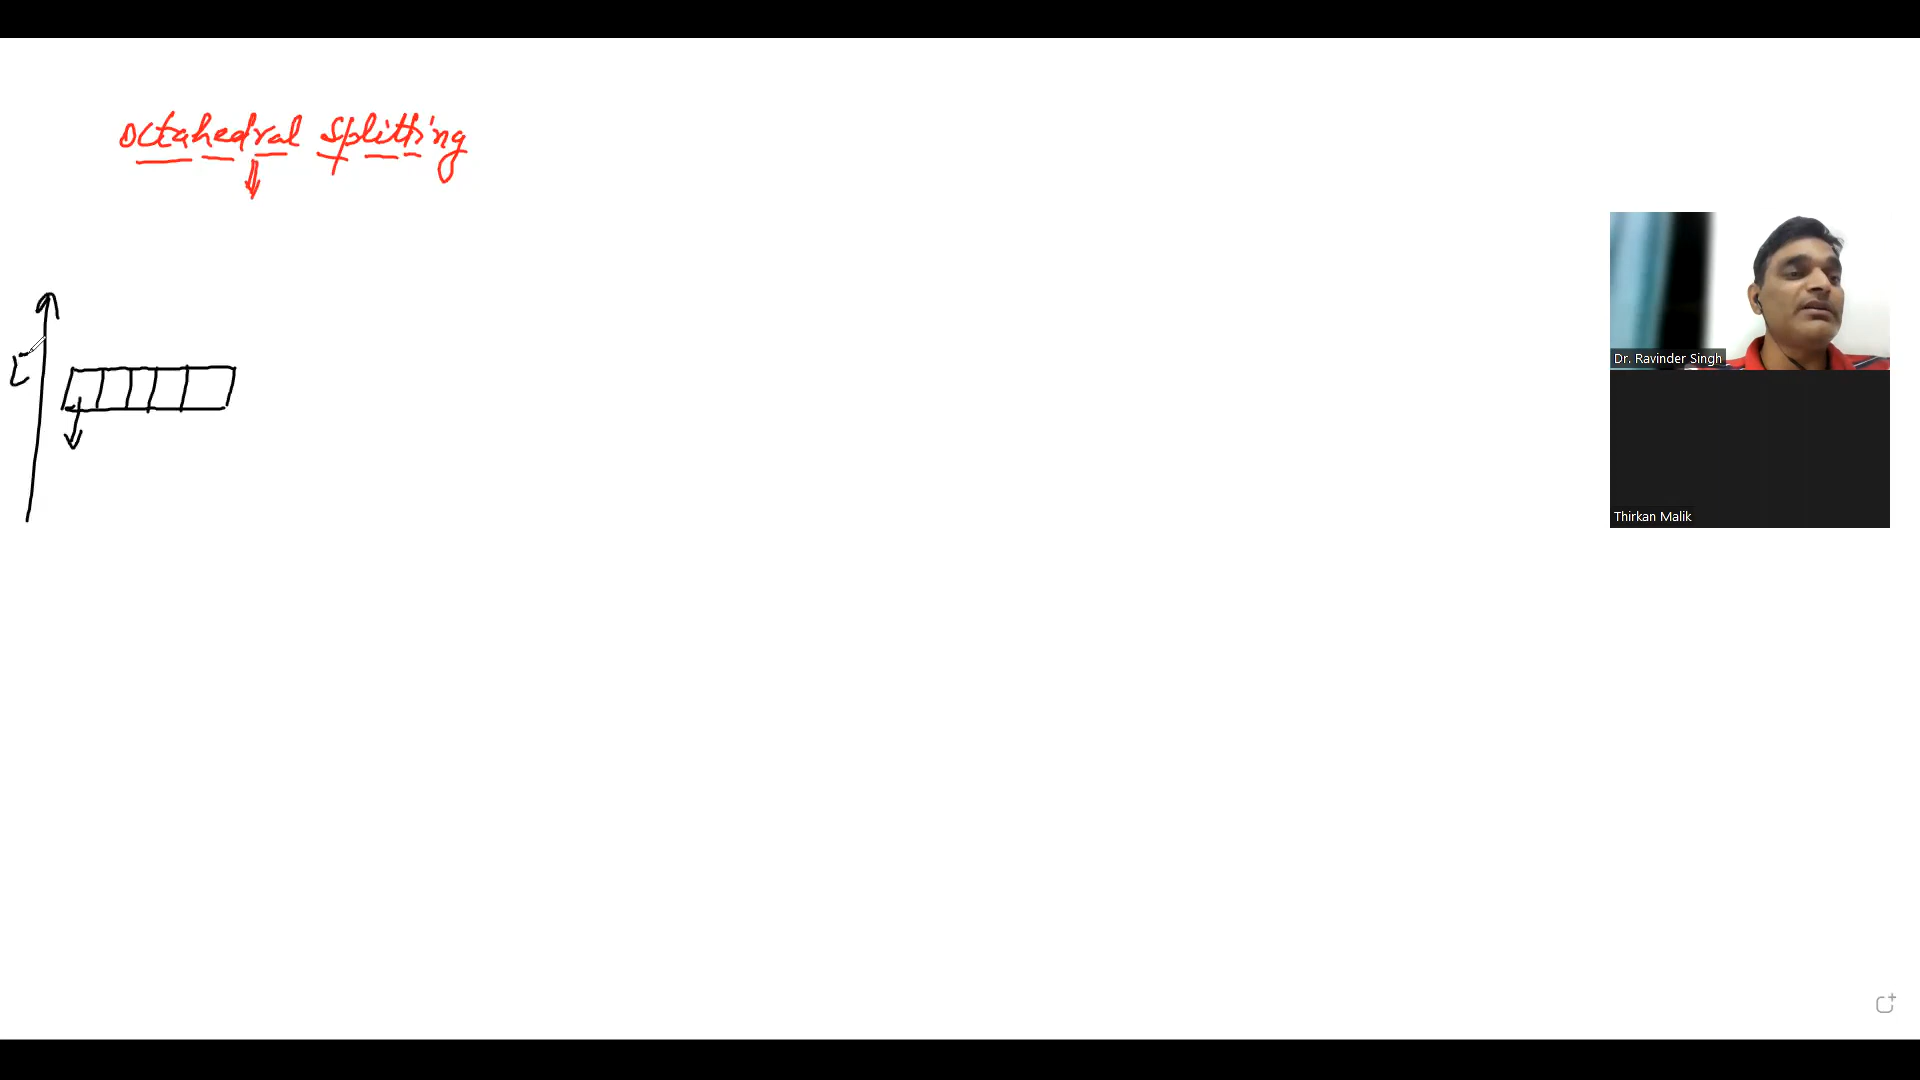 Octahedral splitting
E
Dr. Ravinder Singh
Thirkan Malik